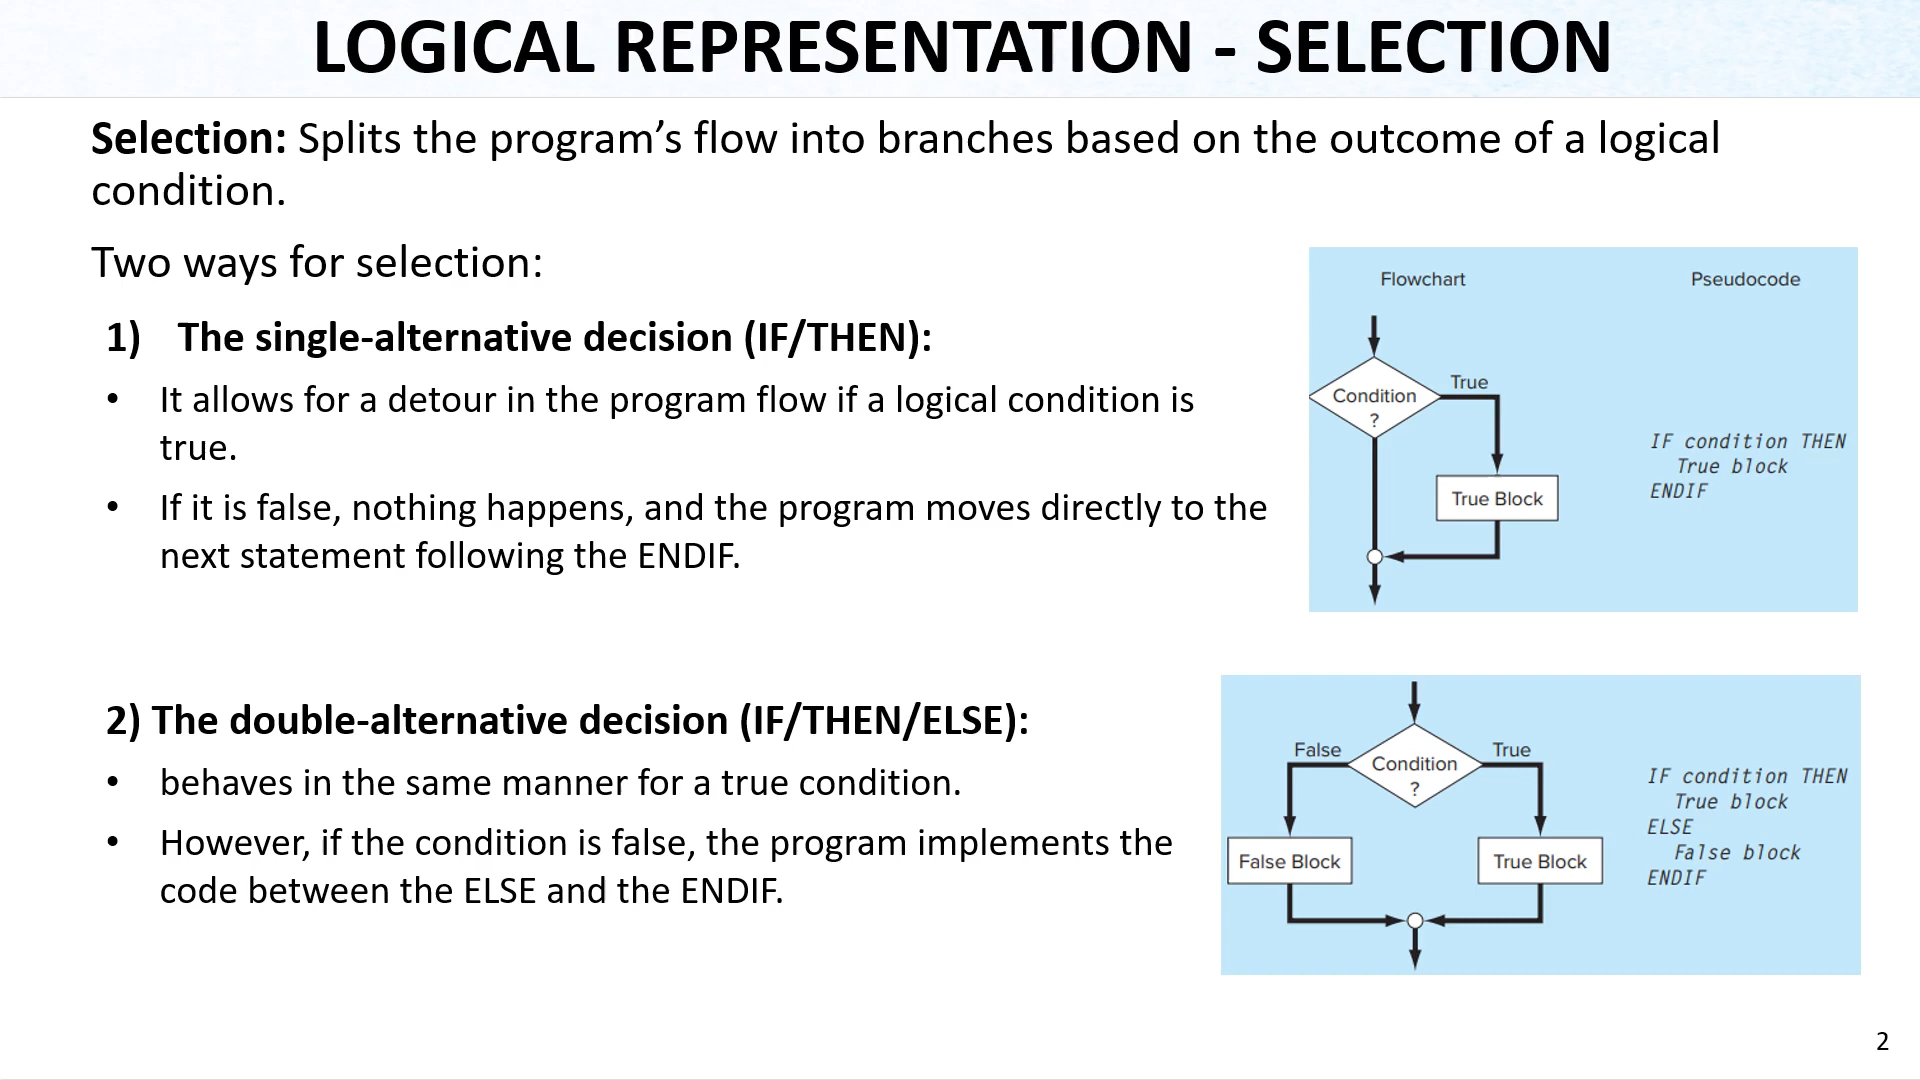 LOGICAL REPRESENTATION - SELECTION
Selection: Splits the program’s flow into branches based on the outcome of a logical
condition.
Two ways for selection:
1) The single-alternative decision (IF/THEN):
• It allows for a detour in the program flow if a logical condition is
true.
• If it is false, nothing happens, and the program moves directly to the
next statement following the ENDIF.
Flowchart
Pseudocode
Condition
?
True
True Block
IF condition THEN
True block
ENDIF
2) The double-alternative decision (IF/THEN/ELSE):
• behaves in the same manner for a true condition.
• However, if the condition is false, the program implements the
code between the ELSE and the ENDIF.
False
Condition
?
True
False Block
True Block
IF condition THEN
True block
ELSE
False block
ENDIF
2